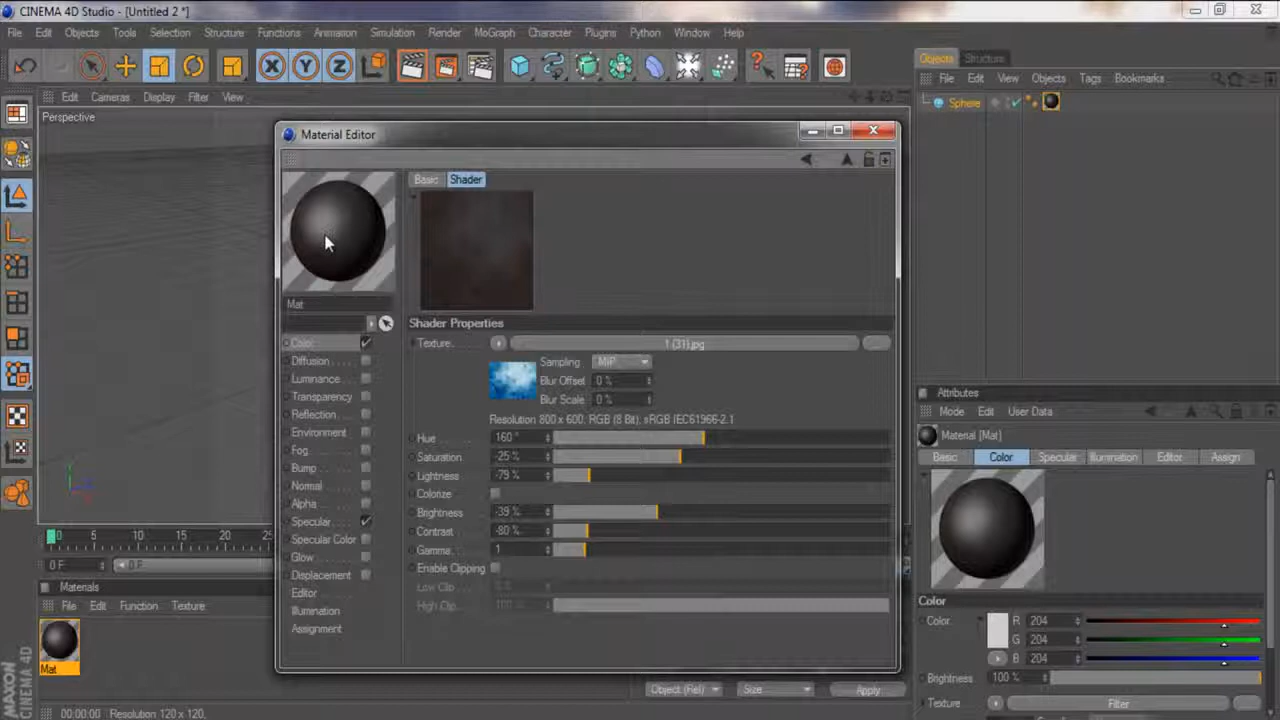 CINEMA 4D Studio - [Untitled 2 *]
File Edit Objects Tools Selection Structure Functions Animation Simulation Render MoGraph Character Plugins Python Window Help
X Y Z
Objects Structure
Edit Cameras Display Filter View
File Edit View Objects Tags Bookmarks
Perspective
Sphere
Material Editor
Basic Shader
Mat
Shader Properties
Color
Texture
1 (31).jpg
Diffusion
Sampling MIP
Luminance
Blur Offset 0 %
Transparency
Blur Scale 0 %
Reflection
Resolution 800 x 600, RGB (8 Bit), sRGB IEC61966-2.1
Environment
Hue 160 °
Fog
Saturation -25 %
Bump
Lightness -79 %
Normal
Colorize
Alpha
Brightness -39 %
Specular
Contrast -80 %
Specular Color
Gamma 1
Glow
Enable Clipping
Displacement
Low Clip
Editor
High Clip 100 %
Illumination
Assignment
Attributes
Mode Edit User Data
Material [Mat]
Basic Color Specular Illumination Editor Assign
Color
Color R 204
G 204
B 204
Brightness 100 %
Texture Filter
0 5 10 15 20 25
0 F 0 F
Materials
File Edit Function Texture
Mat
Object (Rel) Size Apply
MAXON
CINEMA 4D
00:00:00 Resolution 120 x 120,